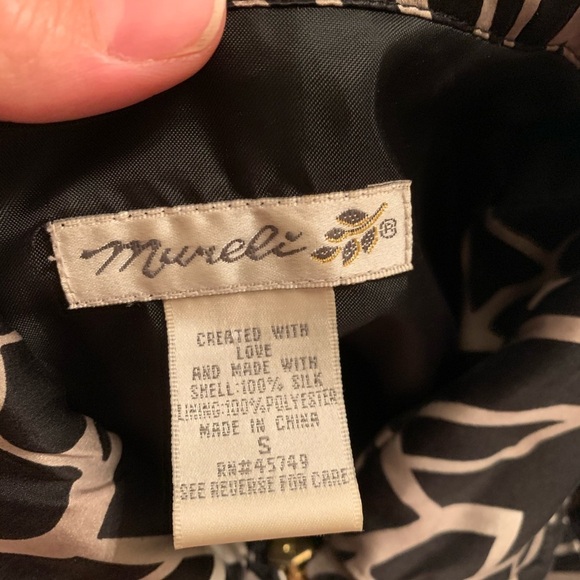 Mureli ®
CREATED WITH
LOVE
AND MADE WITH
SHELL:100% SILK
LINING:100%POLYESTER
MADE IN CHINA
S
RN#45749
SEE REVERSE FOR CARE